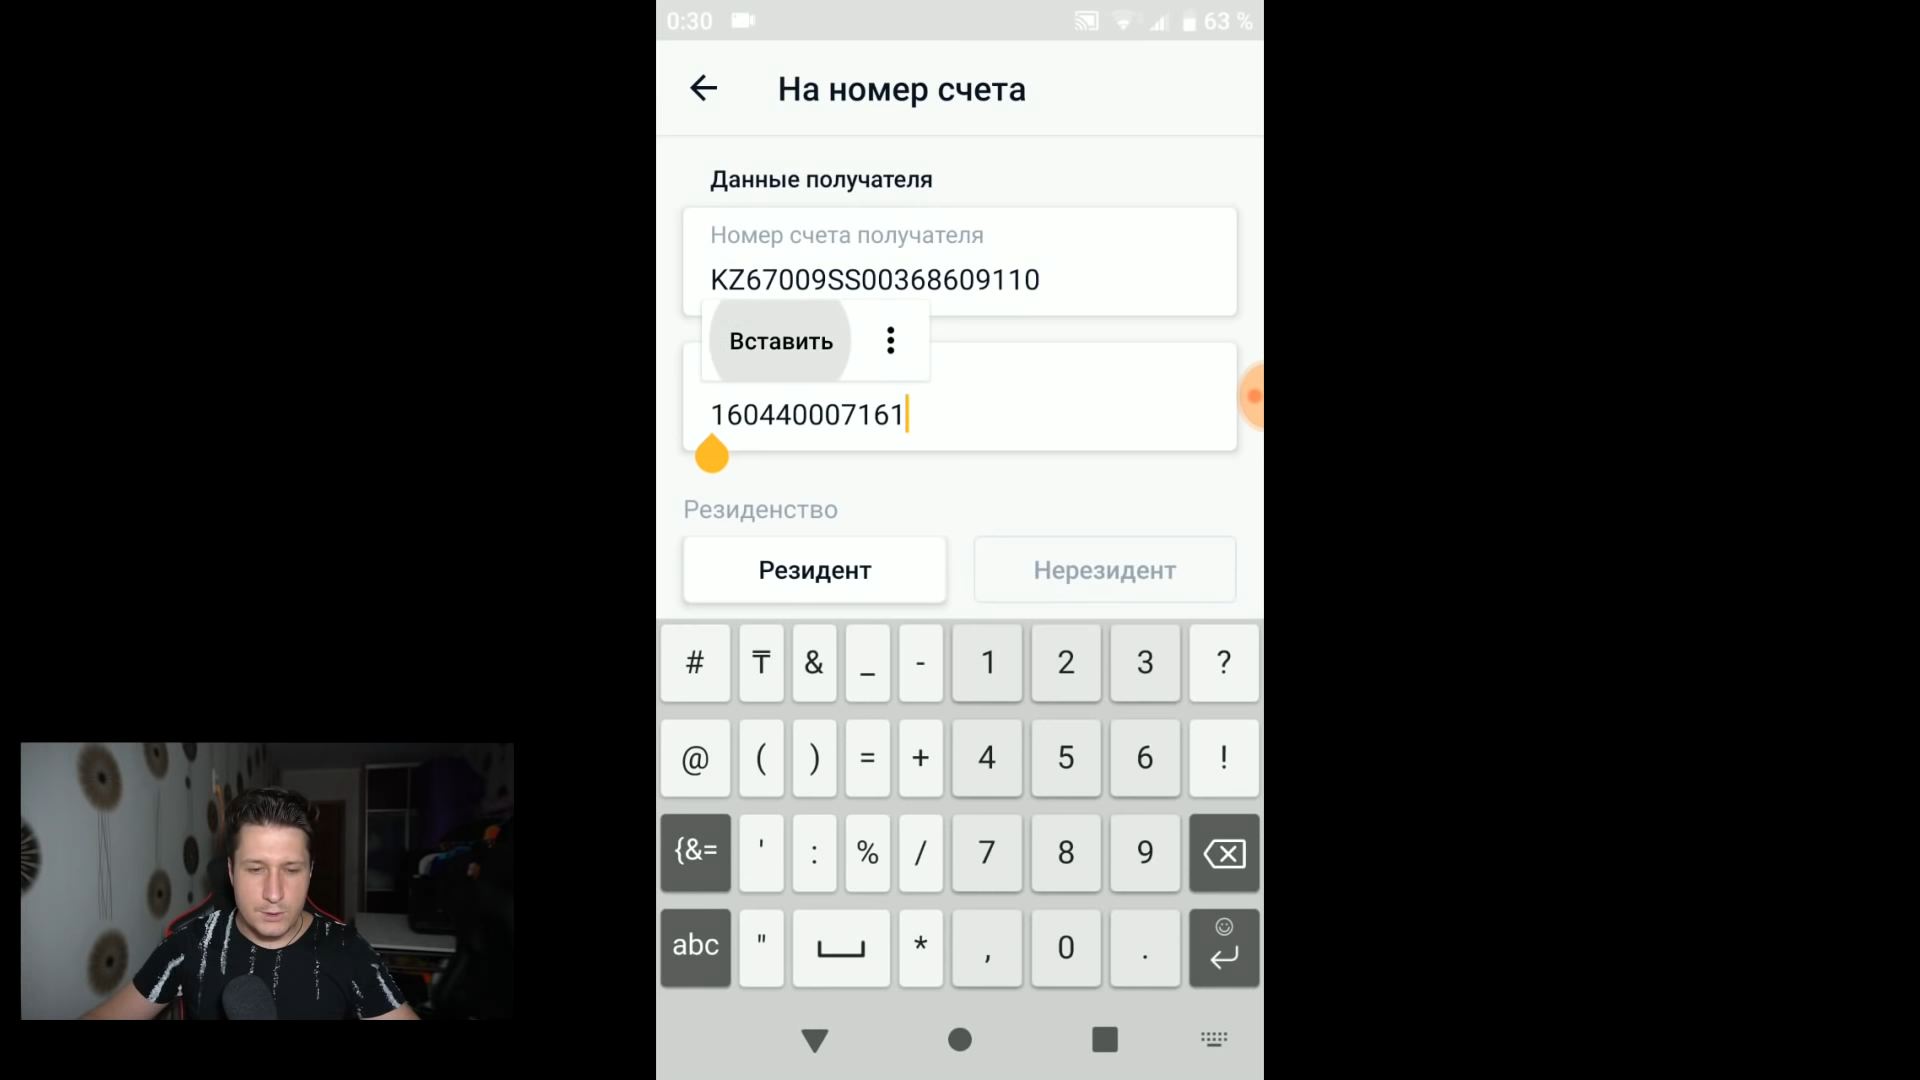 0:30
63 %
На номер счета
Данные получателя
Номер счета получателя
KZ67009SS00368609110
Вставить
160440007161
Резиденство
Резидент
Нерезидент
# ₸ & _ - 1 2 3 ?
@ ( ) = + 4 5 6 !
{&= ' : % / 7 8 9
abc " * , 0 .